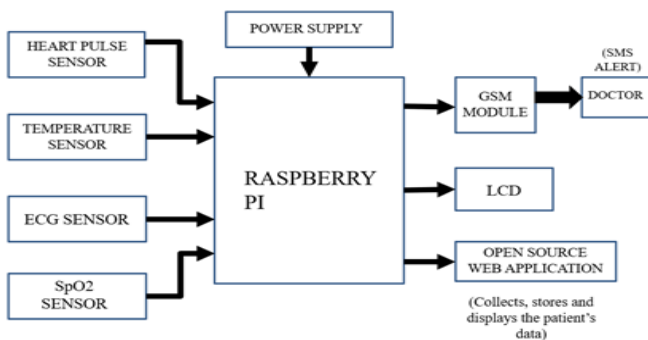 POWER SUPPLY
HEART PULSE
SENSOR
TEMPERATURE
SENSOR
ECG SENSOR
SpO2
SENSOR
RASPBERRY
PI
GSM
MODULE
(SMS
ALERT)
DOCTOR
LCD
OPEN SOURCE
WEB APPLICATION
(Collects, stores and
displays the patient's
data)